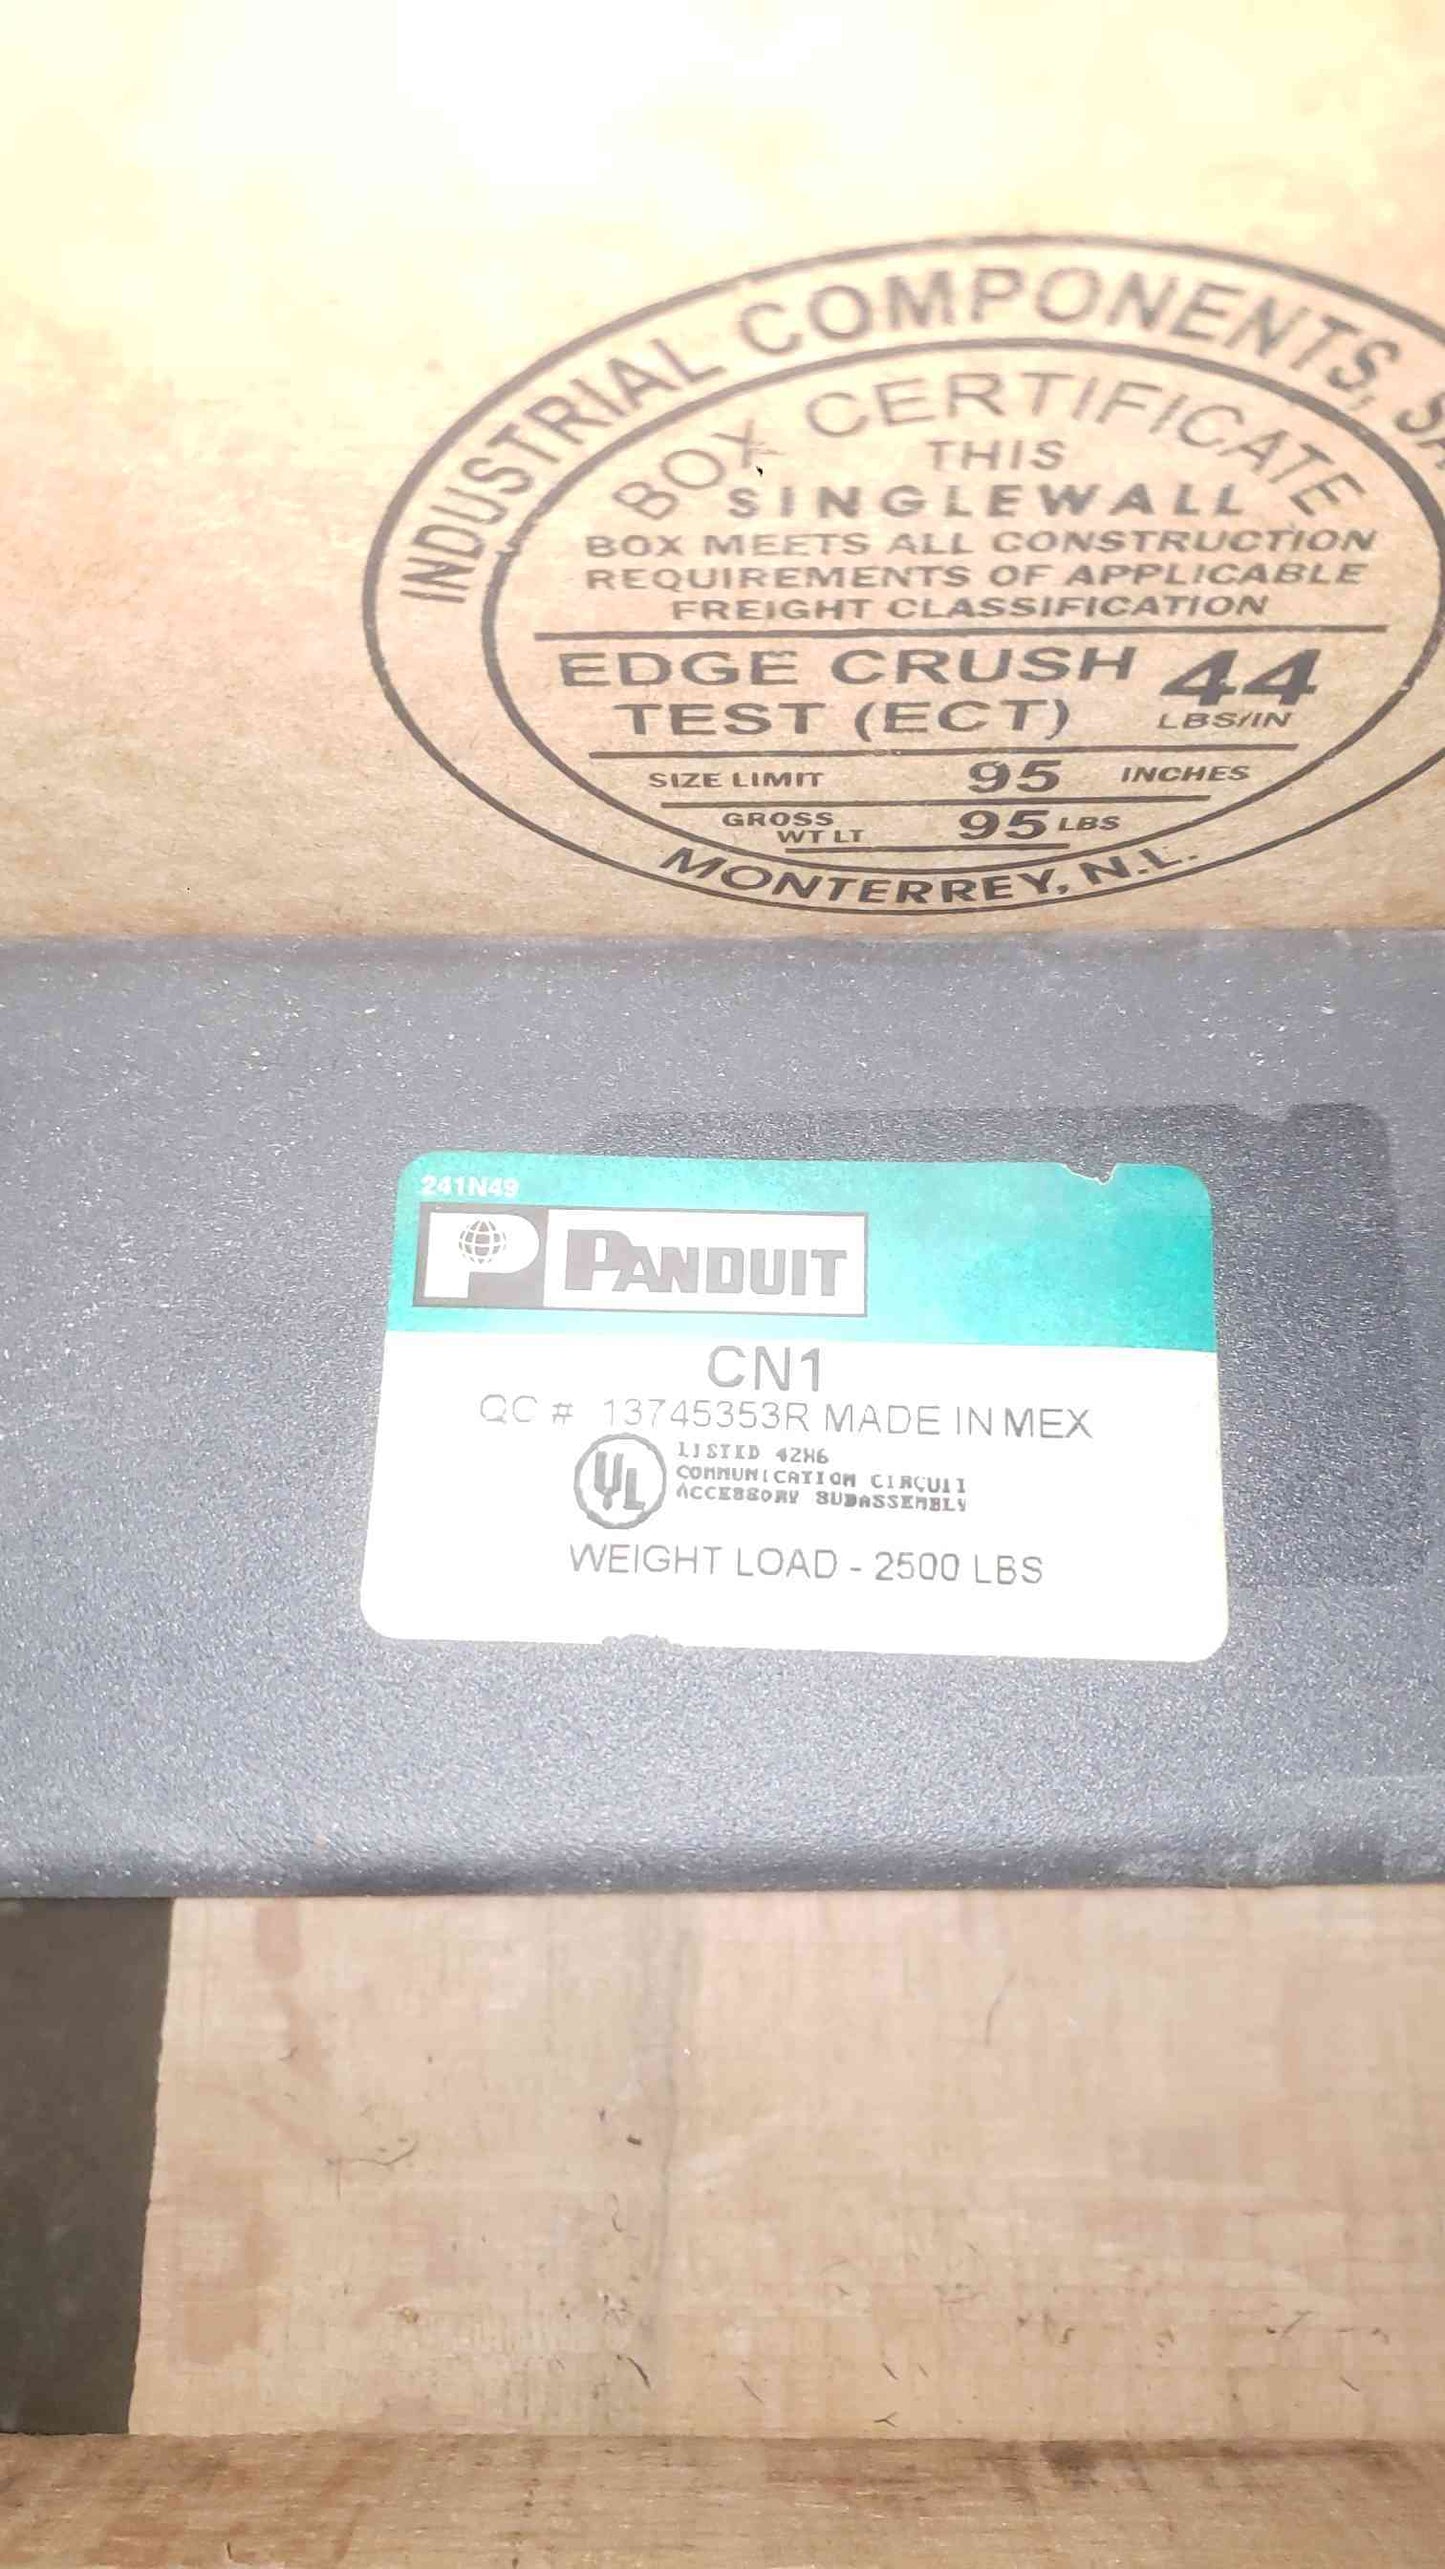 INDUSTRIAL COMPONENTS,
BOX CERTIFICATE
THIS
SINGLEWALL
BOX MEETS ALL CONSTRUCTION
REQUIREMENTS OF APPLICABLE
FREIGHT CLASSIFICATION
EDGE CRUSH 44
TEST (ECT) LBS/IN
SIZE LIMIT 95 INCHES
GROSS
WT LT 95 LBS
MONTERREY, N.L.
241N49
P PANDUIT
CN1
QC # 13745353R MADE IN MEX
UL LISTED 42H6
COMMUNICATION CIRCUIT
ACCESSORY SUBASSEMBLY
WEIGHT LOAD - 2500 LBS